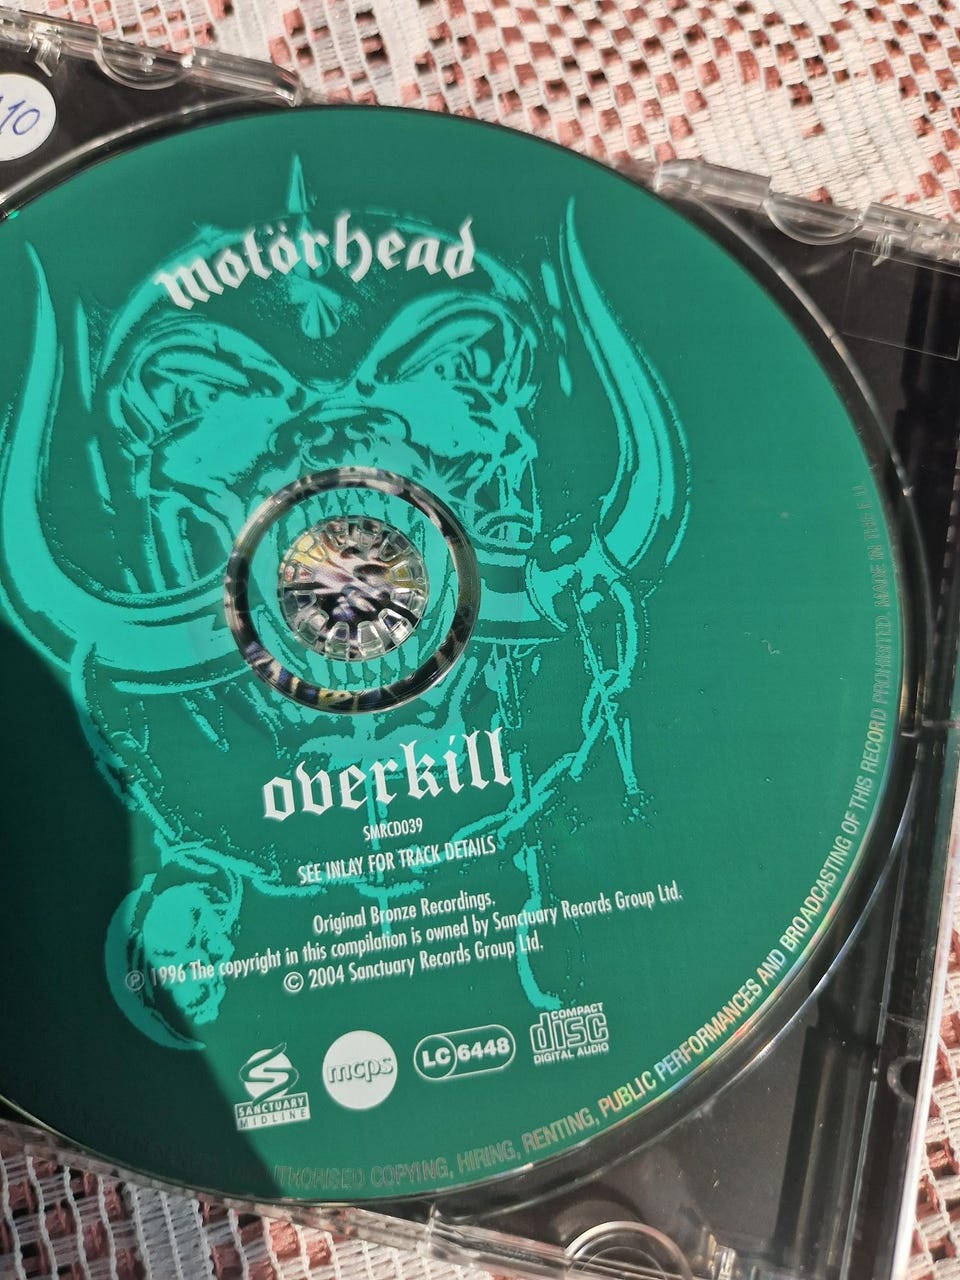 10
motörhead
overkill
SMRCD039
SEE INLAY FOR TRACK DETAILS
Original Bronze Recordings.
℗ 1996 The copyright in this compilation is owned by Sanctuary Records Group Ltd.
© 2004 Sanctuary Records Group Ltd.
SANCTUARY
MIDLINE
mcps
LC 6448
COMPACT
disc
DIGITAL AUDIO
COPYING, HIRING, RENTING, PUBLIC PERFORMANCES AND BROADCASTING OF THIS RECORD PROHIBITED MADE IN THE